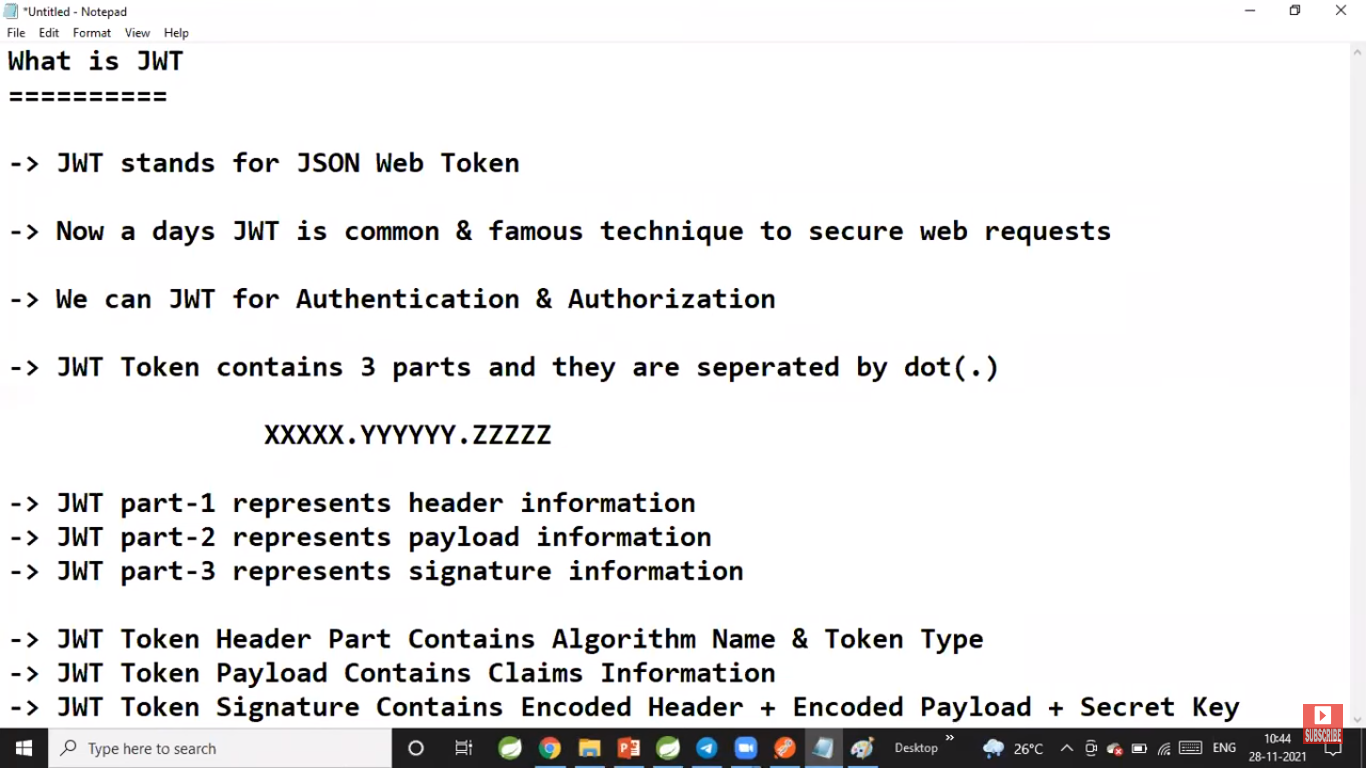 *Untitled - Notepad
File Edit Format View Help
What is JWT
==========
-> JWT stands for JSON Web Token
-> Now a days JWT is common & famous technique to secure web requests
-> We can JWT for Authentication & Authorization
-> JWT Token contains 3 parts and they are seperated by dot(.)
XXXXX.YYYYYY.ZZZZZ
-> JWT part-1 represents header information
-> JWT part-2 represents payload information
-> JWT part-3 represents signature information
-> JWT Token Header Part Contains Algorithm Name & Token Type
-> JWT Token Payload Contains Claims Information
-> JWT Token Signature Contains Encoded Header + Encoded Payload + Secret Key
SUBSCRIBE
Type here to search
Desktop
26°C
ENG
10:44
28-11-2021